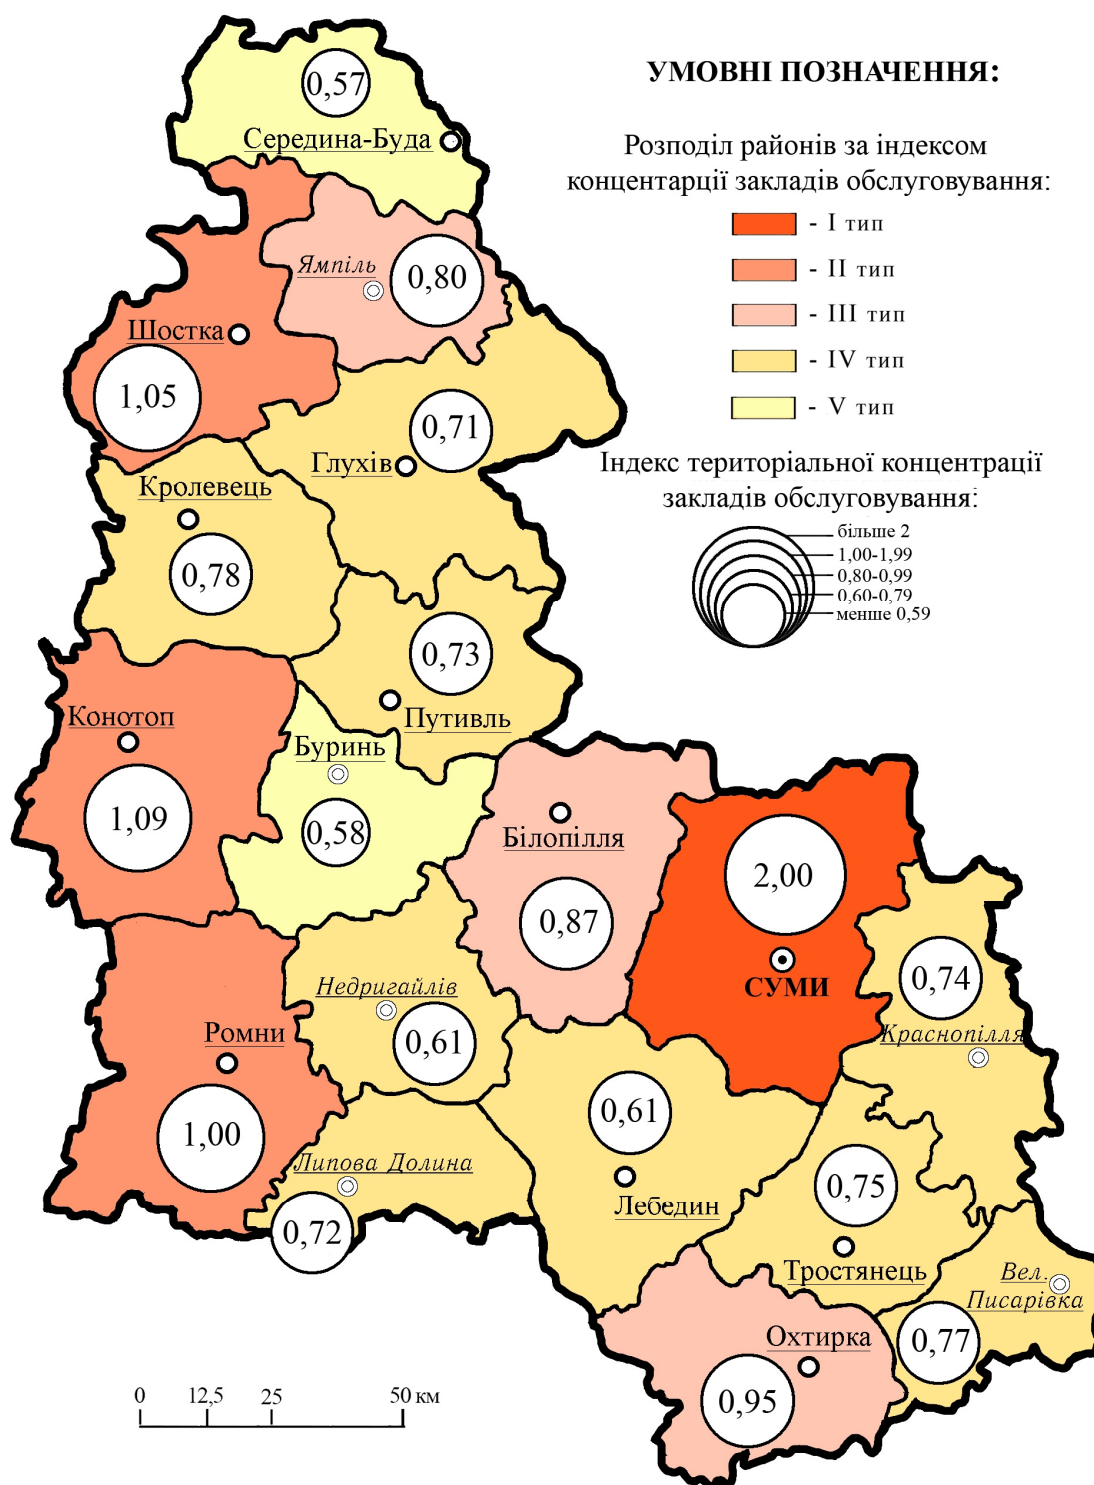 УМОВНІ ПОЗНАЧЕННЯ:
Розподіл районів за індексом
концентарції закладів обслуговування:
- I тип
- II тип
- III тип
- IV тип
- V тип
Індекс територіальної концентрації
закладів обслуговування:
більше 2
1,00-1,99
0,80-0,99
0,60-0,79
менше 0,59
0,57
Середина-Буда
Ямпіль
0,80
Шостка
1,05
0,71
Глухів
Кролевець
0,78
0,73
Путивль
Конотоп
1,09
Буринь
0,58
Білопілля
0,87
2,00
СУМИ
0,74
Краснопілля
Недригайлів
0,61
Ромни
1,00
Липова Долина
0,72
0,61
Лебедин
0,75
Тростянець
Вел.
Писарівка
0,77
Охтирка
0,95
0 12,5 25 50 км